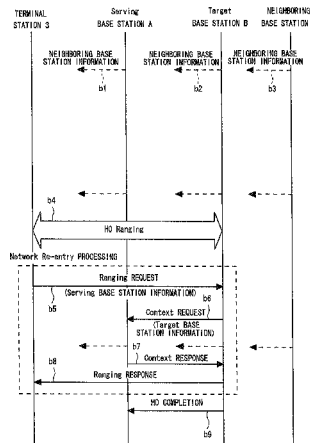 TERMINAL STATION 3
Serving BASE STATION A
Target BASE STATION B
NEIGHBORING BASE STATION
NEIGHBORING BASE STATION INFORMATION
NEIGHBORING BASE STATION INFORMATION
NEIGHBORING BASE STATION INFORMATION
b1
b2
b3
b4
HO Ranging
Network Re-entry PROCESSING
Ranging REQUEST
(Serving BASE STATION INFORMATION)
b5
b6
Context REQUEST
(Target BASE STATION INFORMATION)
b7
b8
Context RESPONSE
Ranging RESPONSE
HO COMPLETION
b9